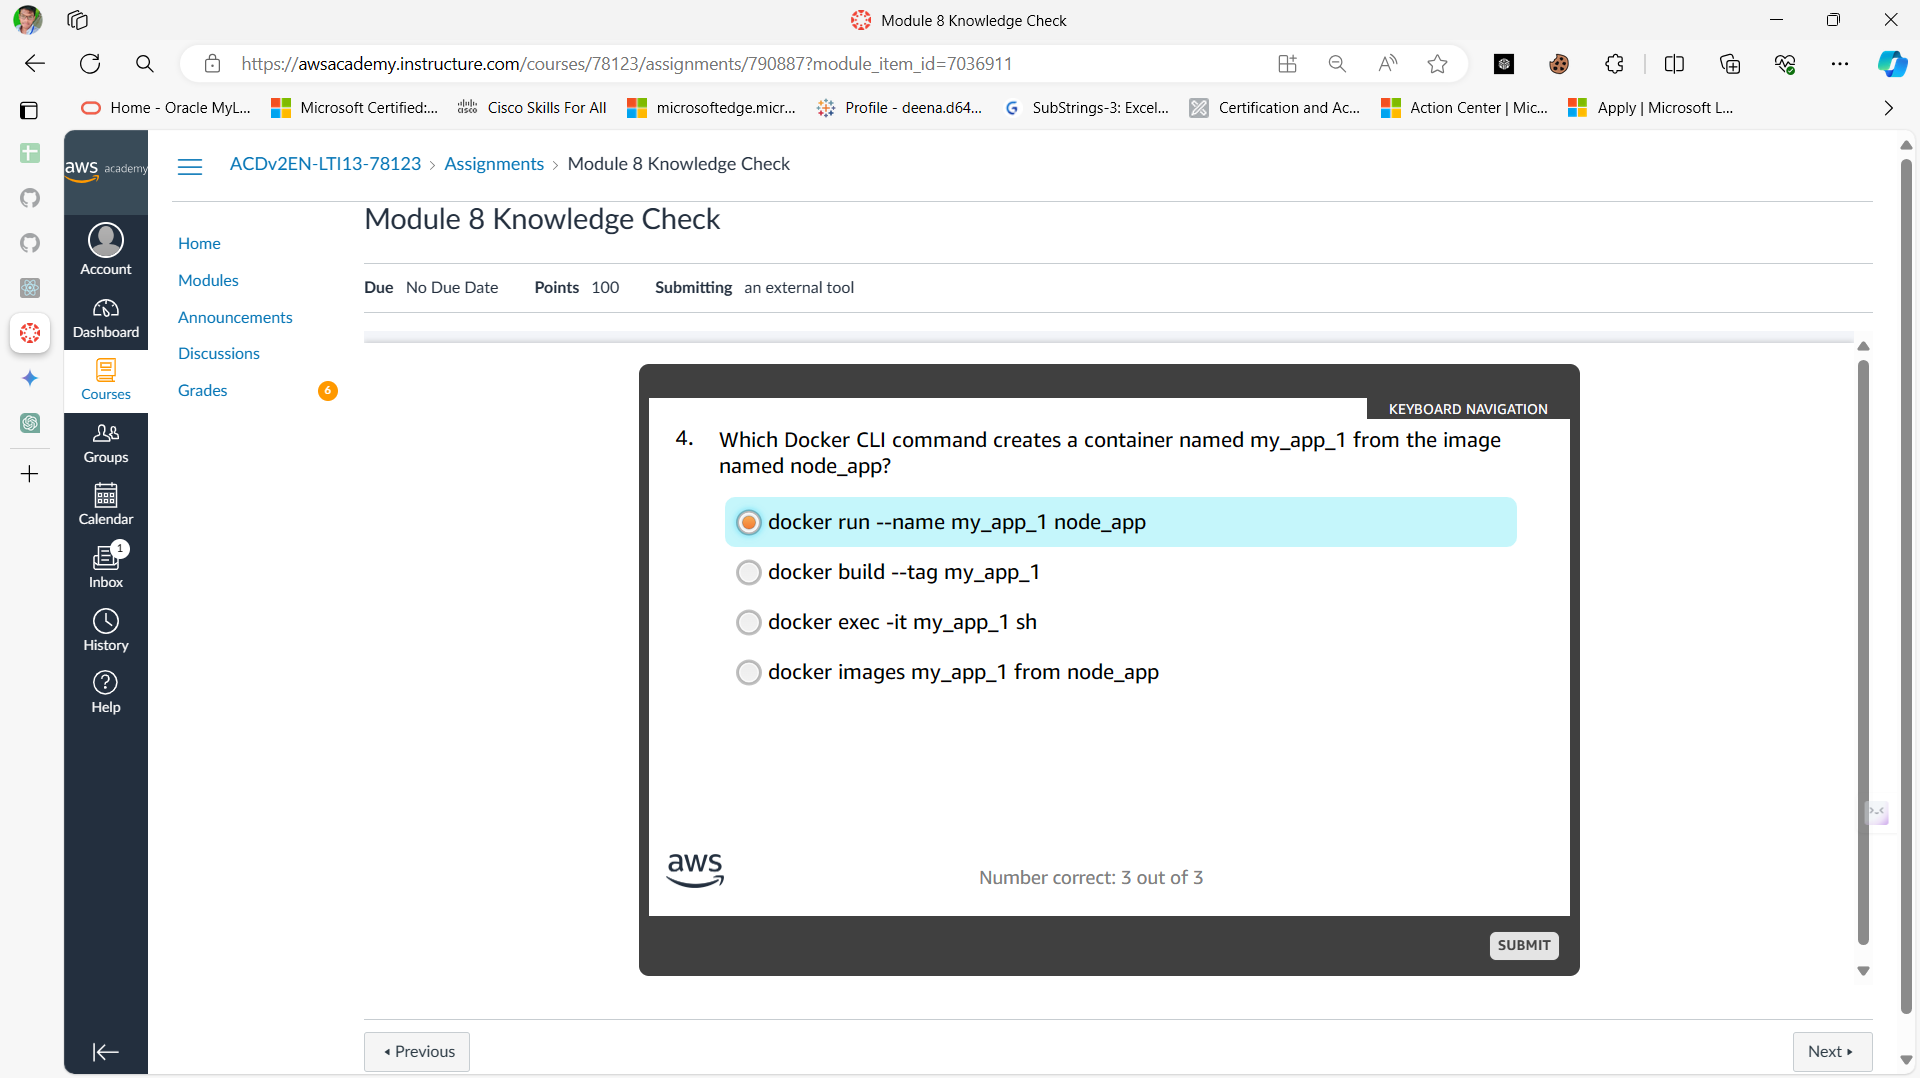 Module 8 Knowledge Check
https://awsacademy.instructure.com/courses/78123/assignments/790887?module_item_id=7036911
Home - Oracle MyL...
Microsoft Certified:...
Cisco Skills For All
microsoftedge.micr...
Profile - deena.d64...
SubStrings-3: Excel...
Certification and Ac...
Action Center | Mic...
Apply | Microsoft L...
aws academy
ACDv2EN-LTI13-78123 › Assignments › Module 8 Knowledge Check
Account
Dashboard
Courses
Groups
Calendar
1
Inbox
History
Help
Home
Modules
Announcements
Discussions
Grades 6
Module 8 Knowledge Check
Due No Due Date Points 100 Submitting an external tool
KEYBOARD NAVIGATION
4. Which Docker CLI command creates a container named my_app_1 from the image
named node_app?
docker run --name my_app_1 node_app
docker build --tag my_app_1
docker exec -it my_app_1 sh
docker images my_app_1 from node_app
aws
Number correct: 3 out of 3
SUBMIT
Previous
Next